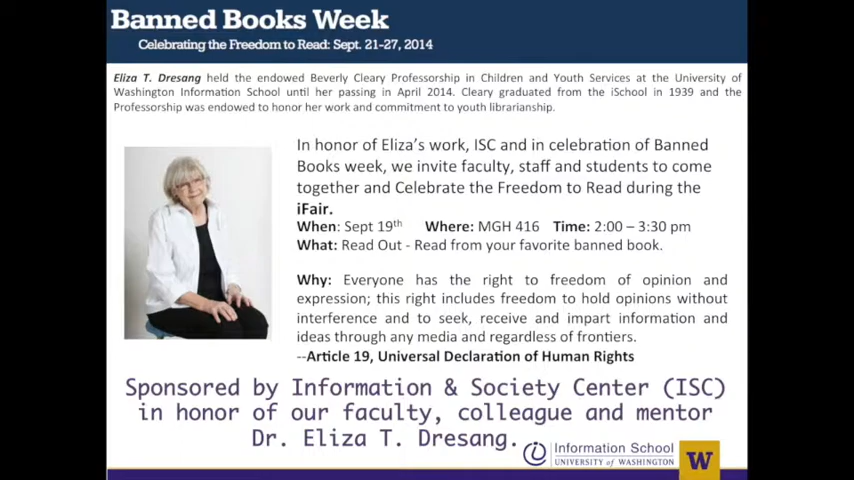 Banned Books Week
Celebrating the Freedom to Read: Sept. 21-27, 2014
Eliza T. Dresang held the endowed Beverly Cleary Professorship in Children and Youth Services at the University of
Washington Information School until her passing in April 2014. Cleary graduated from the iSchool in 1939 and the
Professorship was endowed to honor her work and commitment to youth librarianship.
In honor of Eliza's work, ISC and in celebration of Banned
Books week, we invite faculty, staff and students to come
together and Celebrate the Freedom to Read during the
iFair.
When: Sept 19th Where: MGH 416 Time: 2:00 – 3:30 pm
What: Read Out - Read from your favorite banned book.
Why: Everyone has the right to freedom of opinion and
expression; this right includes freedom to hold opinions without
interference and to seek, receive and impart information and
ideas through any media and regardless of frontiers.
--Article 19, Universal Declaration of Human Rights
Sponsored by Information & Society Center (ISC)
in honor of our faculty, colleague and mentor
Dr. Eliza T. Dresang.
i Information School
UNIVERSITY of WASHINGTON
W